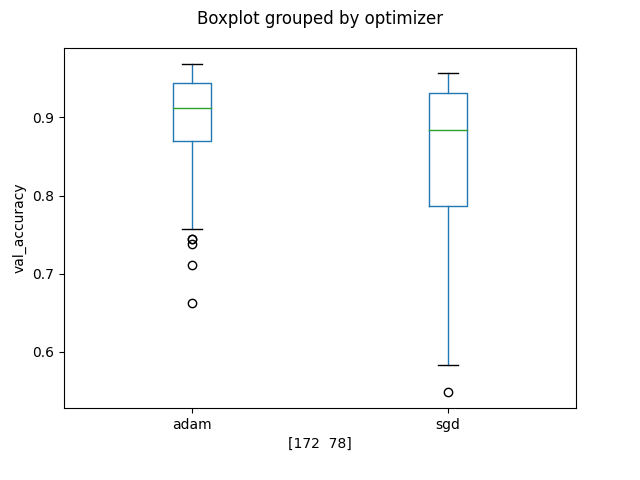 Boxplot grouped by optimizer
val_accuracy
0.9
0.8
0.7
0.6
adam sgd
[172  78]